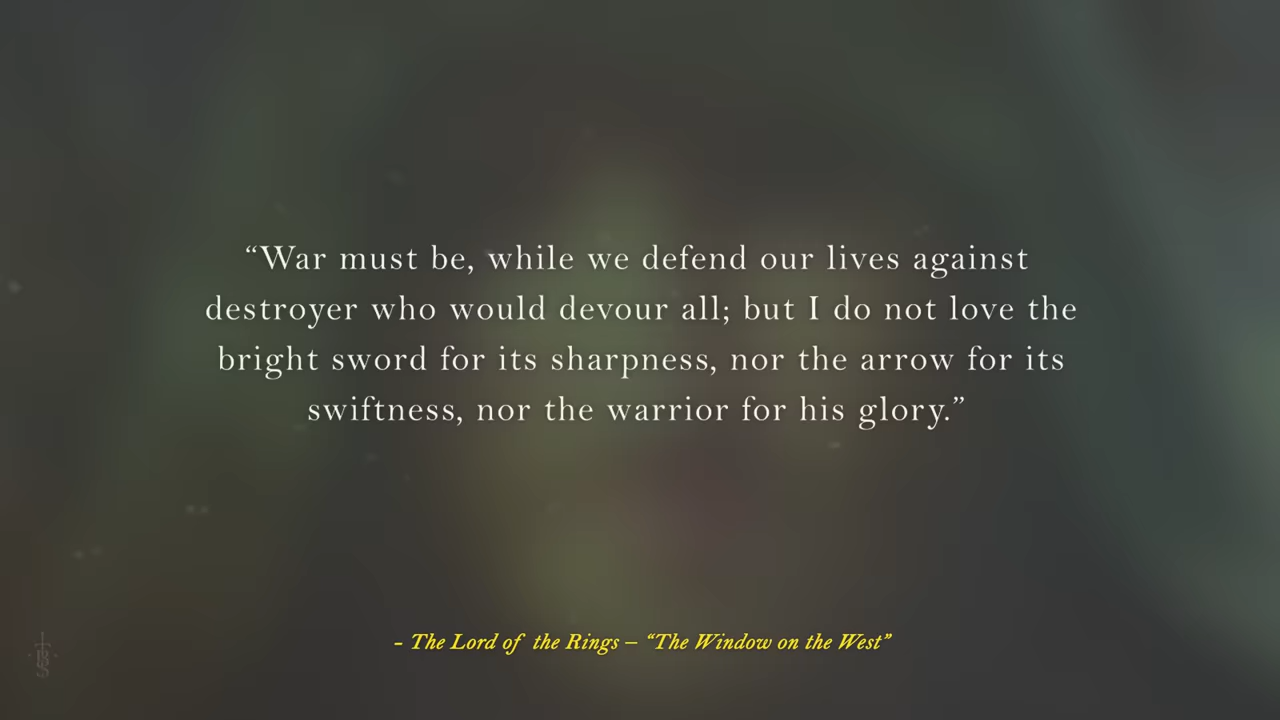 “War must be, while we defend our lives against
destroyer who would devour all; but I do not love the
bright sword for its sharpness, nor the arrow for its
swiftness, nor the warrior for his glory.”
- The Lord of the Rings – “The Window on the West”